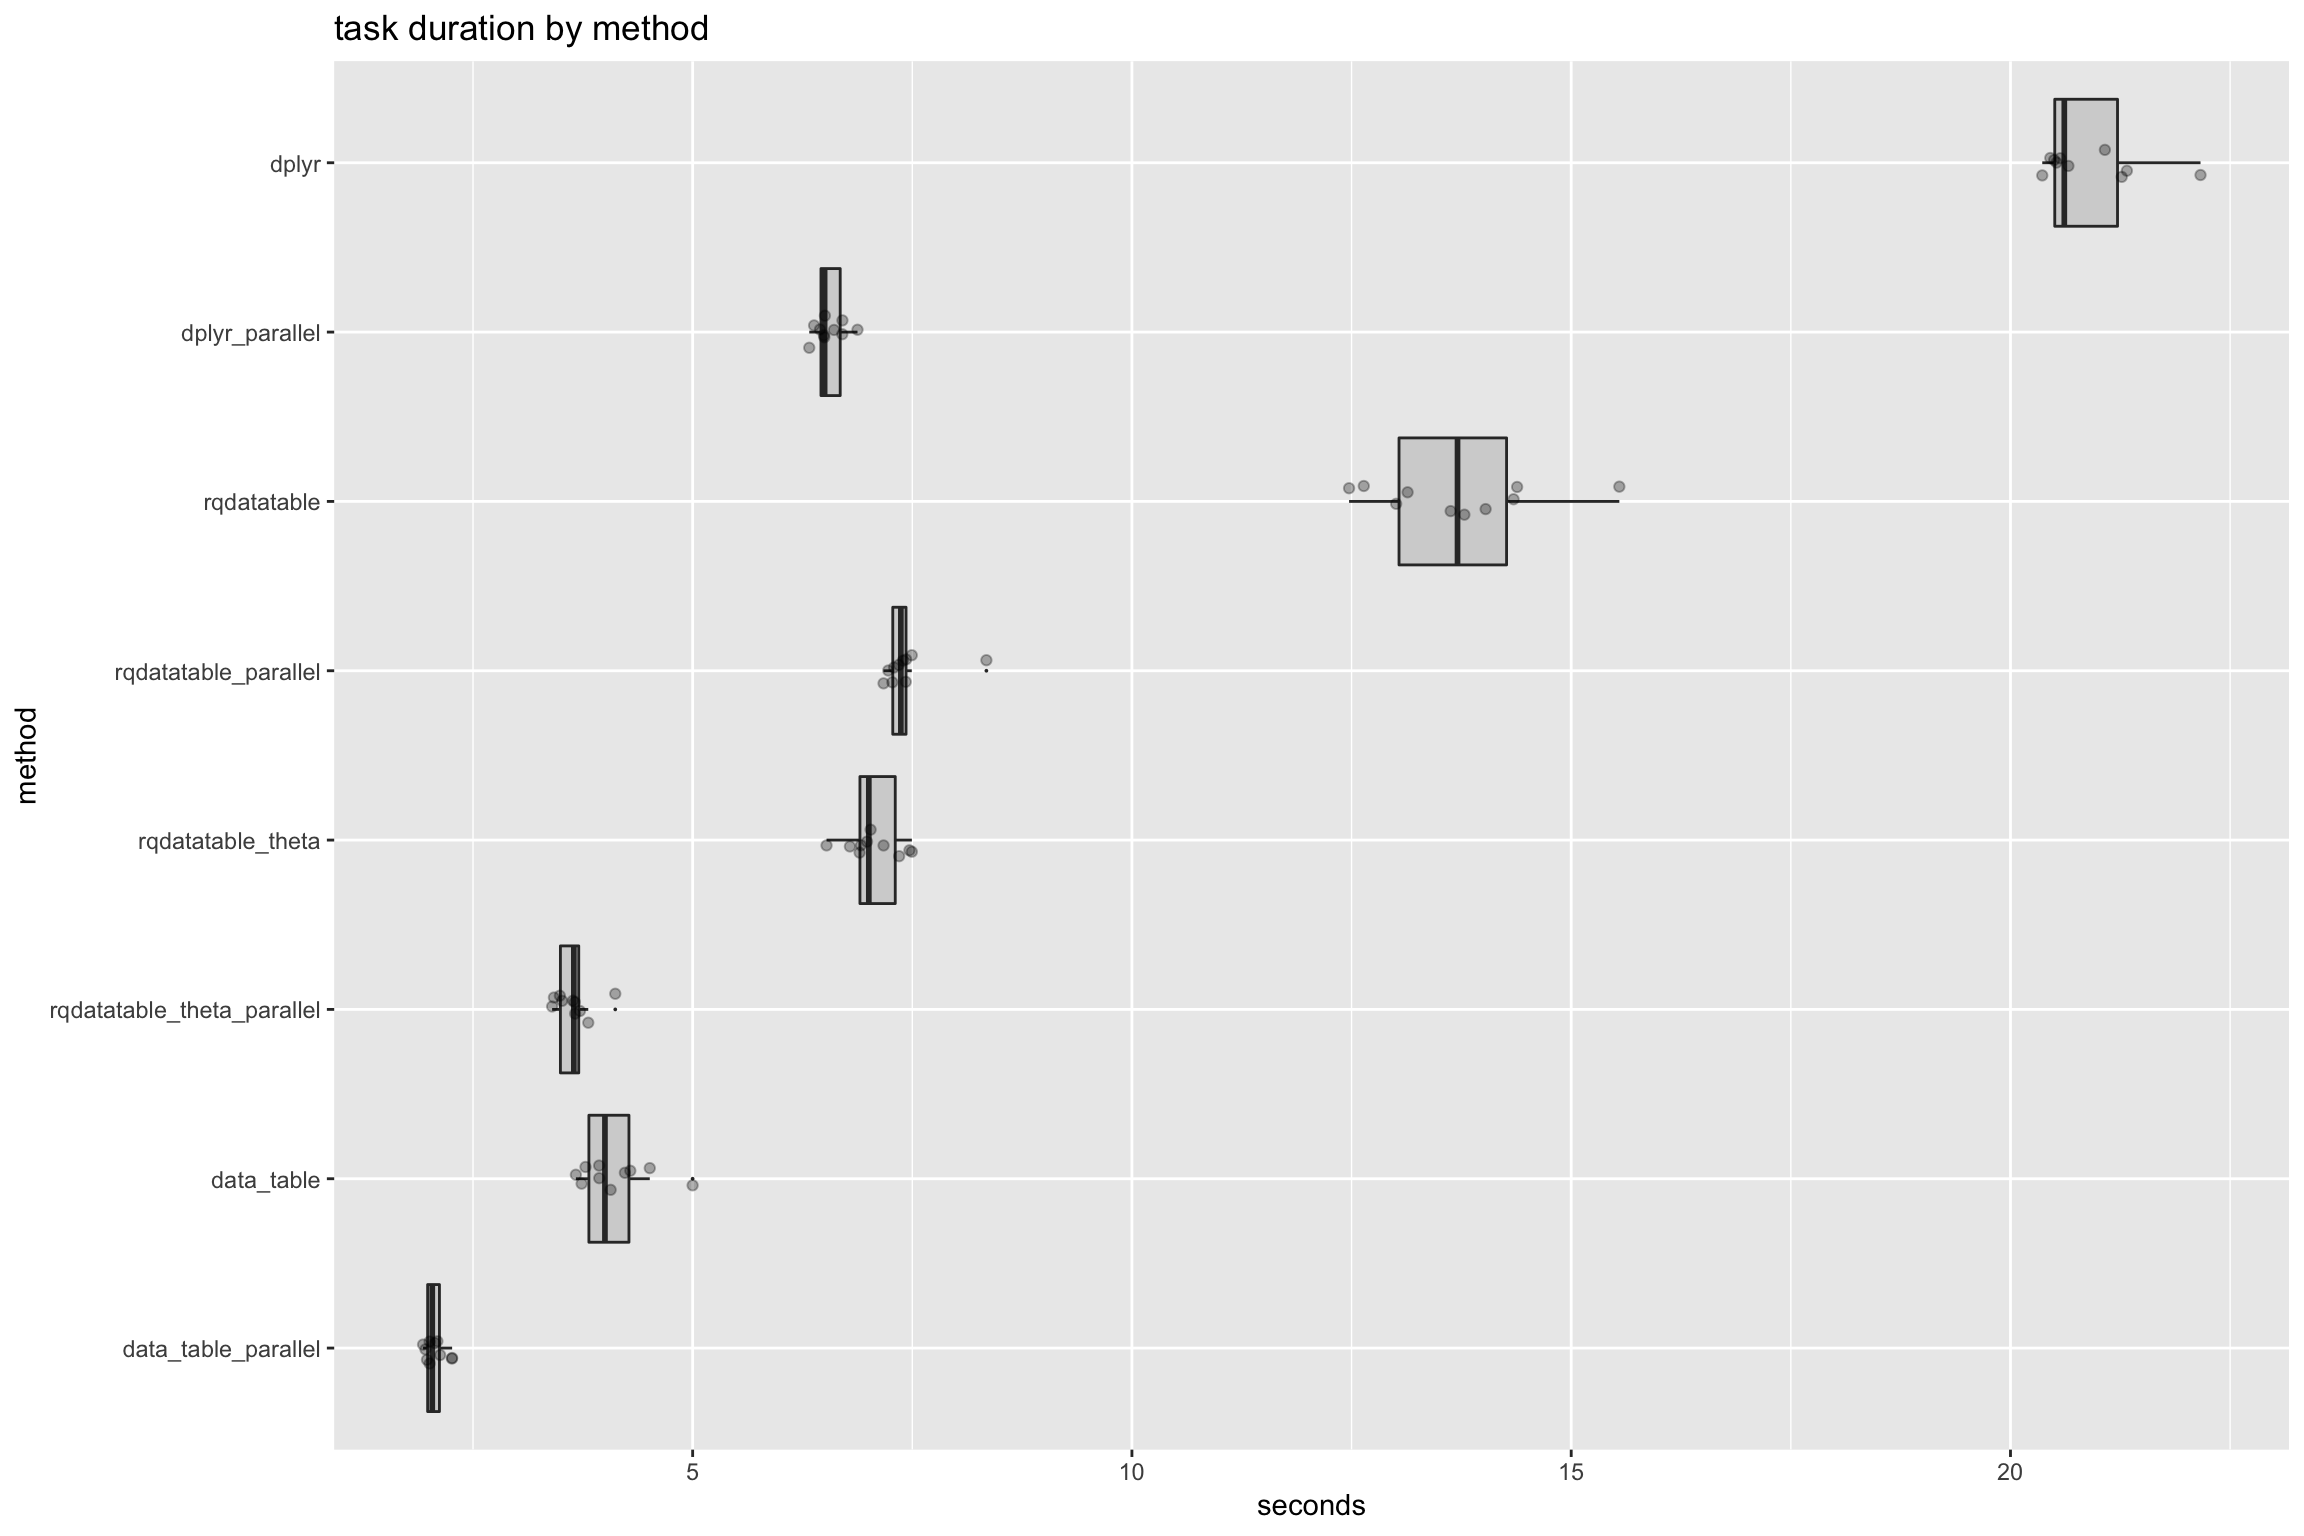 task duration by method
dplyr
dplyr_parallel
rqdatatable
rqdatatable_parallel
rqdatatable_theta
rqdatatable_theta_parallel
data_table
data_table_parallel
method
5 10 15 20
seconds